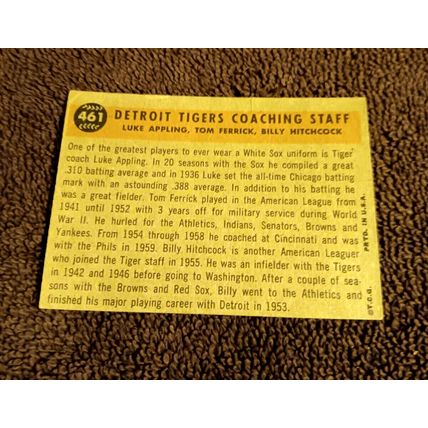 461
DETROIT TIGERS COACHING STAFF
LUKE APPLING, TOM FERRICK, BILLY HITCHCOCK
One of the greatest players to ever wear a White Sox uniform is Tiger
coach Luke Appling. In 20 seasons with the Sox he compiled a great
.310 batting average and in 1936 Luke set the all-time Chicago batting
mark with an astounding .388 average. In addition to his batting he
was a great fielder. Tom Ferrick played in the American League from
1941 until 1952 with 3 years off for military service during World
War II. He hurled for the Athletics, Indians, Senators, Browns and
Yankees. From 1954 through 1958 he coached at Cincinnati and was
with the Phils in 1959. Billy Hitchcock is another American Leaguer
who joined the Tiger staff in 1955. He was an infielder with the Tigers
in 1942 and 1946 before going to Washington. After a couple of sea-
sons with the Browns and Red Sox, Billy went to the Athletics and
finished his major playing career with Detroit in 1953.
©T.C.G.
PRTD. IN U.S.A.